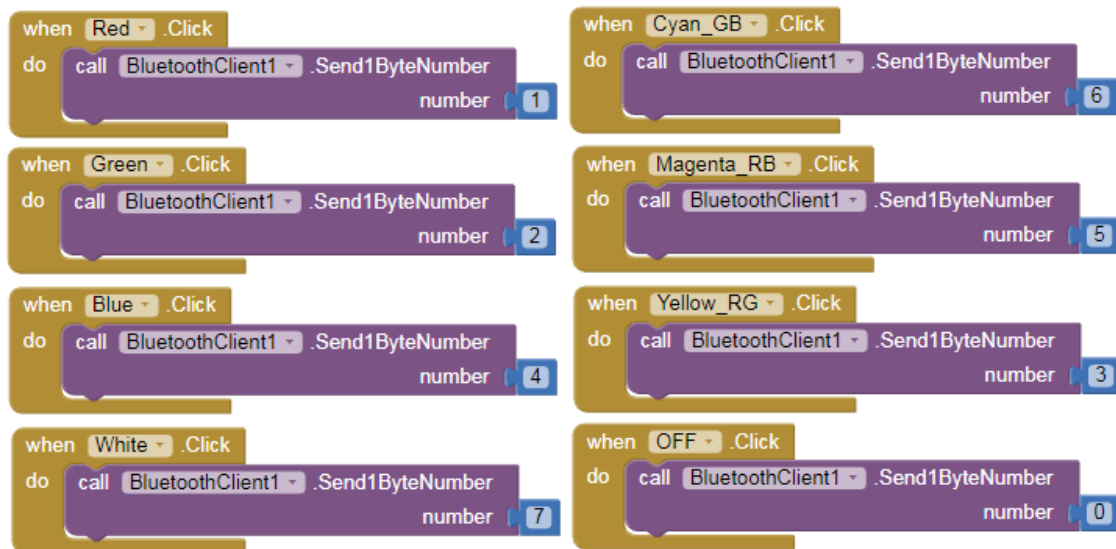 when Red .Click
do call BluetoothClient1 .Send1ByteNumber
number 1
when Green .Click
do call BluetoothClient1 .Send1ByteNumber
number 2
when Blue .Click
do call BluetoothClient1 .Send1ByteNumber
number 4
when White .Click
do call BluetoothClient1 .Send1ByteNumber
number 7
when Cyan_GB .Click
do call BluetoothClient1 .Send1ByteNumber
number 6
when Magenta_RB .Click
do call BluetoothClient1 .Send1ByteNumber
number 5
when Yellow_RG .Click
do call BluetoothClient1 .Send1ByteNumber
number 3
when OFF .Click
do call BluetoothClient1 .Send1ByteNumber
number 0